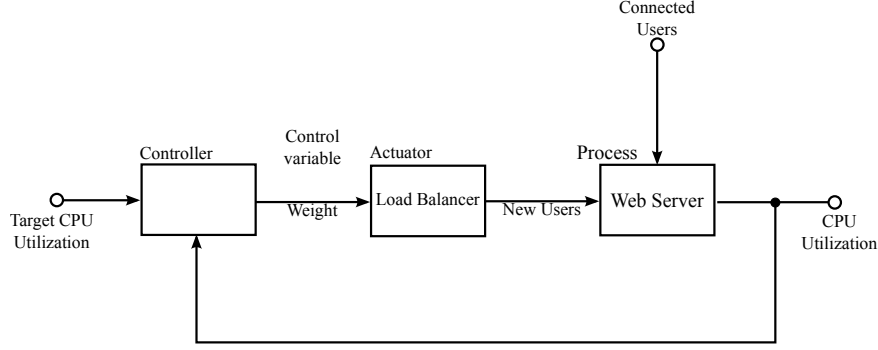 Connected
Users
Control
variable
Controller
Actuator
Process
Target CPU
Utilization
Weight
Load Balancer
New Users
Web Server
CPU
Utilization